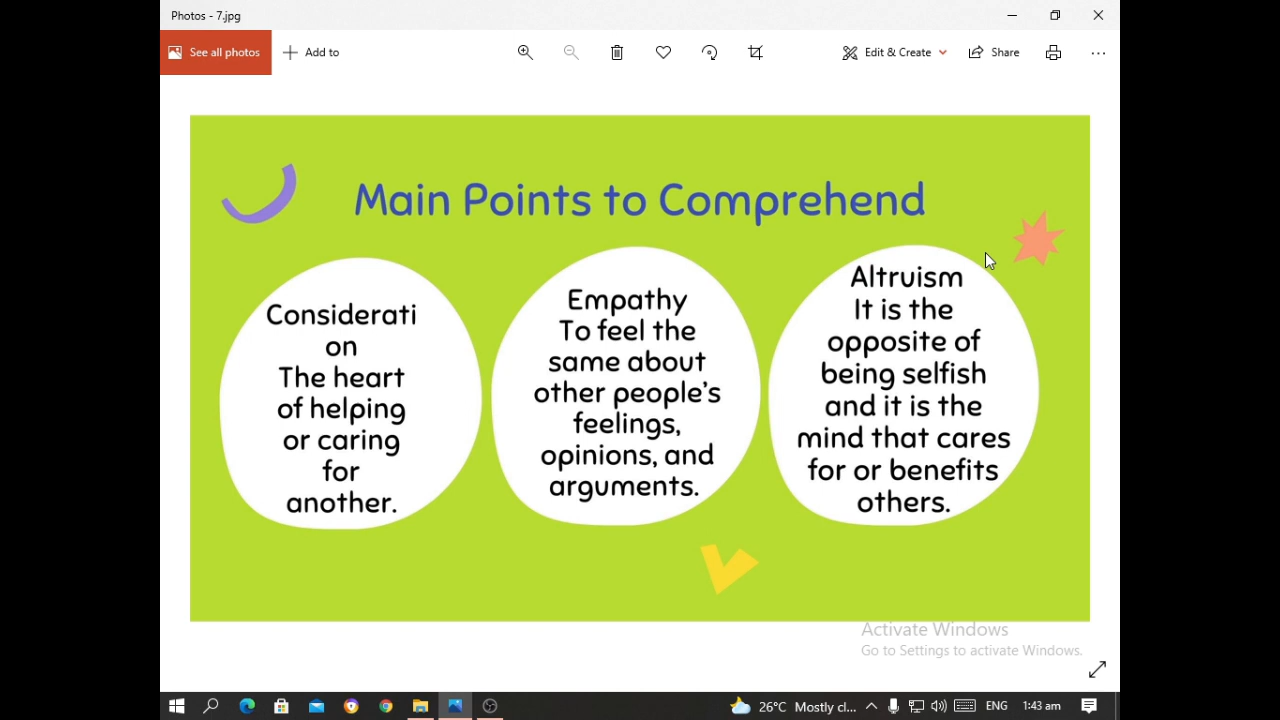 Photos - 7.jpg
See all photos
Add to
Edit & Create
Share
Main Points to Comprehend
Considerati
on
The heart
of helping
or caring
for
another.
Empathy
To feel the
same about
other people's
feelings,
opinions, and
arguments.
Altruism
It is the
opposite of
being selfish
and it is the
mind that cares
for or benefits
others.
Activate Windows
Go to Settings to activate Windows.
26°C Mostly cl...
ENG
1:43 am